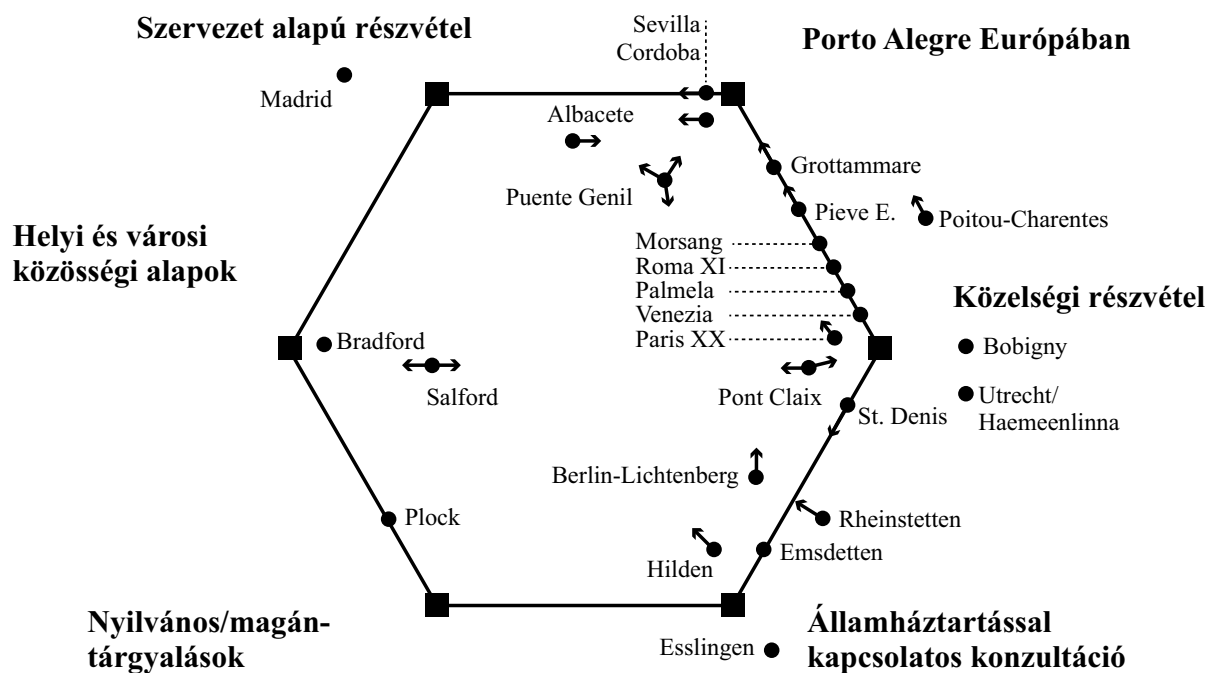 Szervezet alapú részvétel
Sevilla
Cordoba
Porto Alegre Európában
Madrid
Albacete
Grottammare
Puente Genil
Pieve E.
Poitou-Charentes
Helyi és városi
közösségi alapok
Morsang
Roma XI
Palmela
Venezia
Paris XX
Közelségi részvétel
Bradford
Bobigny
Salford
Pont Claix
St. Denis
Utrecht/
Haemeenlinna
Berlin-Lichtenberg
Plock
Rheinstetten
Hilden
Emsdetten
Nyilvános/magán-
tárgyalások
Esslingen
Államháztartással
kapcsolatos konzultáció